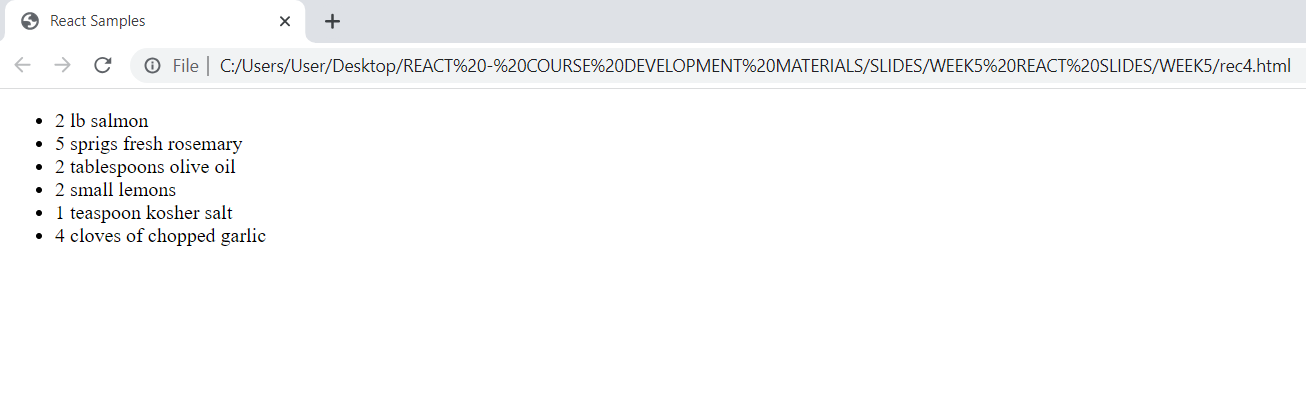 React Samples
File | C:/Users/User/Desktop/REACT%20-%20COURSE%20DEVELOPMENT%20MATERIALS/SLIDES/WEEK5%20REACT%20SLIDES/WEEK5/rec4.html
• 2 lb salmon
• 5 sprigs fresh rosemary
• 2 tablespoons olive oil
• 2 small lemons
• 1 teaspoon kosher salt
• 4 cloves of chopped garlic